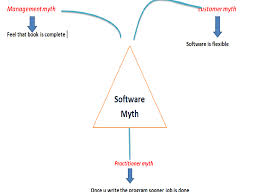 Management myth
customer myth
Feel that book is complete
Software is flexible
Software
Myth
Practitioner myth
Once u write the program sooner job is done